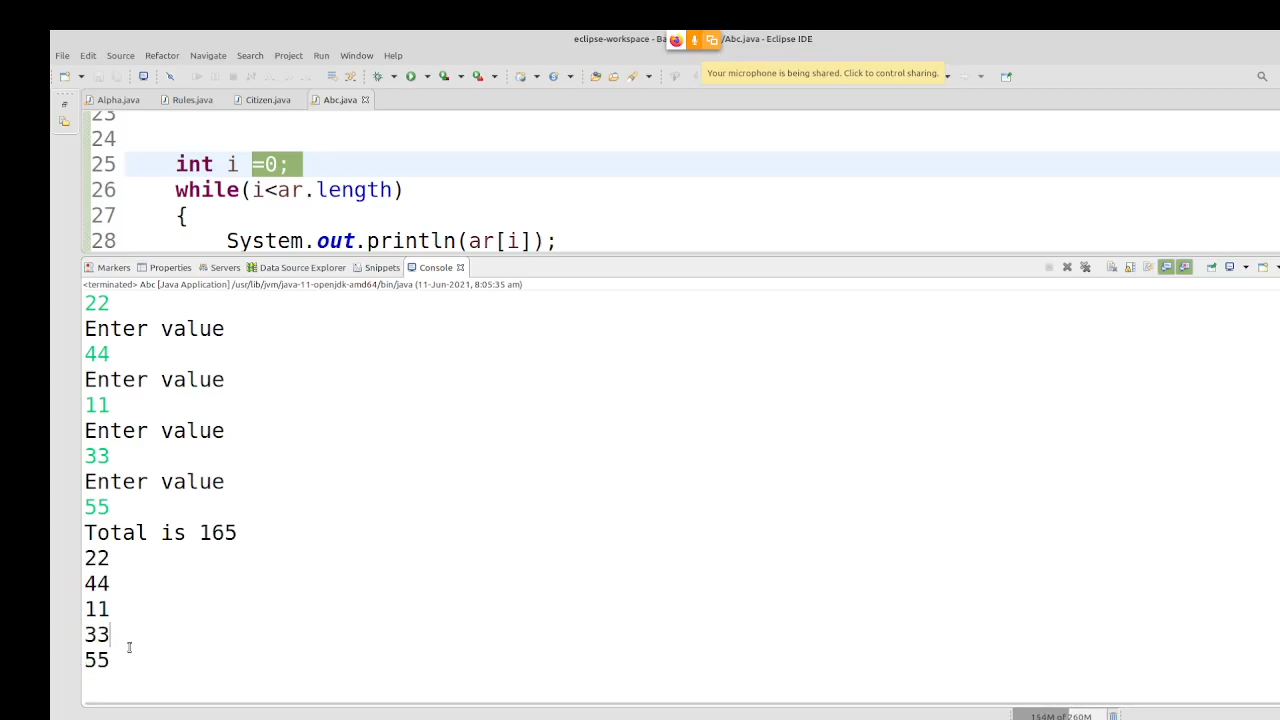 eclipse-workspace - Ba /Abc.java - Eclipse IDE
File Edit Source Refactor Navigate Search Project Run Window Help
Your microphone is being shared. Click to control sharing.
Alpha.java Rules.java Citizen.java Abc.java
23
24
25 int i =0;
26 while(i<ar.length)
27 {
28 System.out.println(ar[i]);
Markers Properties Servers Data Source Explorer Snippets Console
<terminated> Abc [Java Application] /usr/lib/jvm/java-11-openjdk-amd64/bin/java (11-Jun-2021, 8:05:35 am)
22
Enter value
44
Enter value
11
Enter value
33
Enter value
55
Total is 165
22
44
11
33
55
154M of 260M